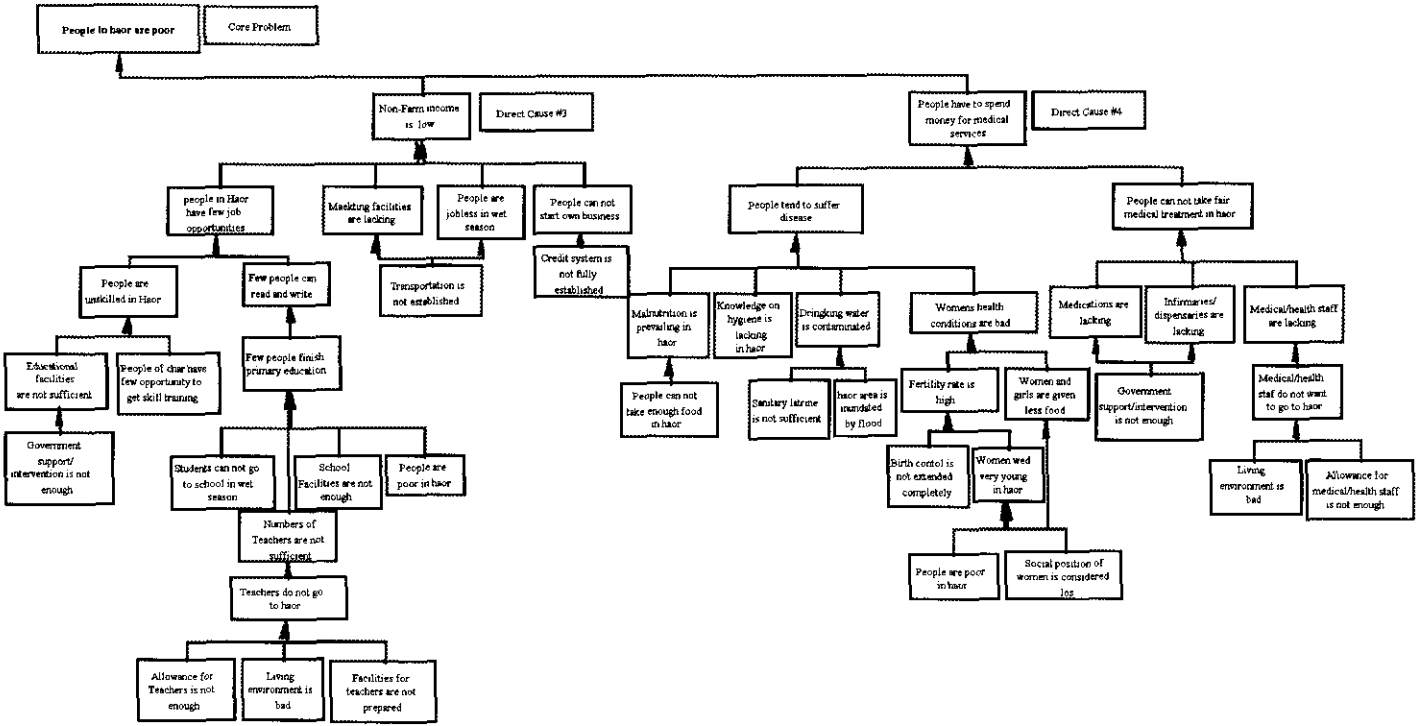 People in haor are poor
Core Problem
Non-Farm income
is low
Direct Cause #3
People have to spend
money for medical
services
Direct Cause #4
people in Haor
have few job
opportunities
Maekting facilities
are lacking
People are
jobless in wet
season
People can not
start own business
People tend to suffer
disease
People can not take fair
medical treatment in haor
People are
unskilled in Haor
Few people can
read and write
Transportation is
not established
Credit system is
not fully
established
Malnutrition is
prevailing in
haor
Knowledge on
hygiene is
lacking
in haor
Dringking water
is contaminated
Womens health
conditions are bad
Medications are
lacking
Infirmaries/
dispensaries are
lacking
Medical/health staff
are lacking
Educational
facilities
are not sufficient
People of char have
few opportunity to
get skill training
Few people finish
primary education
People can not
take enough food
in haor
Sanitary latrine
is not sufficient
haor area is
inundated
by flood
Fertility rate is
high
Women and
girls are given
less food
Government
support/intervention
is not enough
Medical/health
staf do not want
to go to haor
Government
support/
intervention is not
enough
Students can not go
to school in wet
season
School
Facilities are not
enough
People are
poor in haor
Birth contol is
not extended
completely
Women wed
very young
in haor
Living
environment is
bad
Allowance for
medical/health staff
is not enough
Numbers of
Teachers are not
sufficient
People are poor
in haor
Social position of
women is considered
los
Teachers do not go
to haor
Allowance for
Teachers is not
enough
Living
environment is
bad
Facilities for
teachers are not
prepared